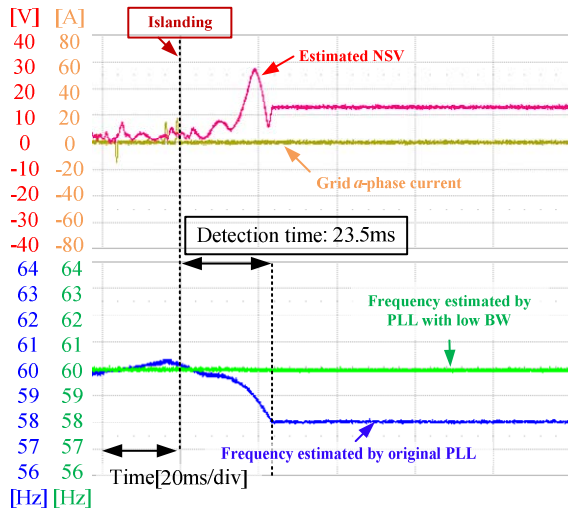 [V] [A]
Islanding
40 80
30 60
20 40
10 20
0 0
-10 -20
-20 -40
-30 -60
-40 -80
Estimated NSV
Grid a-phase current
Detection time: 23.5ms
64 64
63 63
62 62
61 61
60 60
59 59
58 58
57 57
56 56
[Hz] [Hz]
Frequency estimated by
PLL with low BW
Frequency estimated by original PLL
Time[20ms/div]